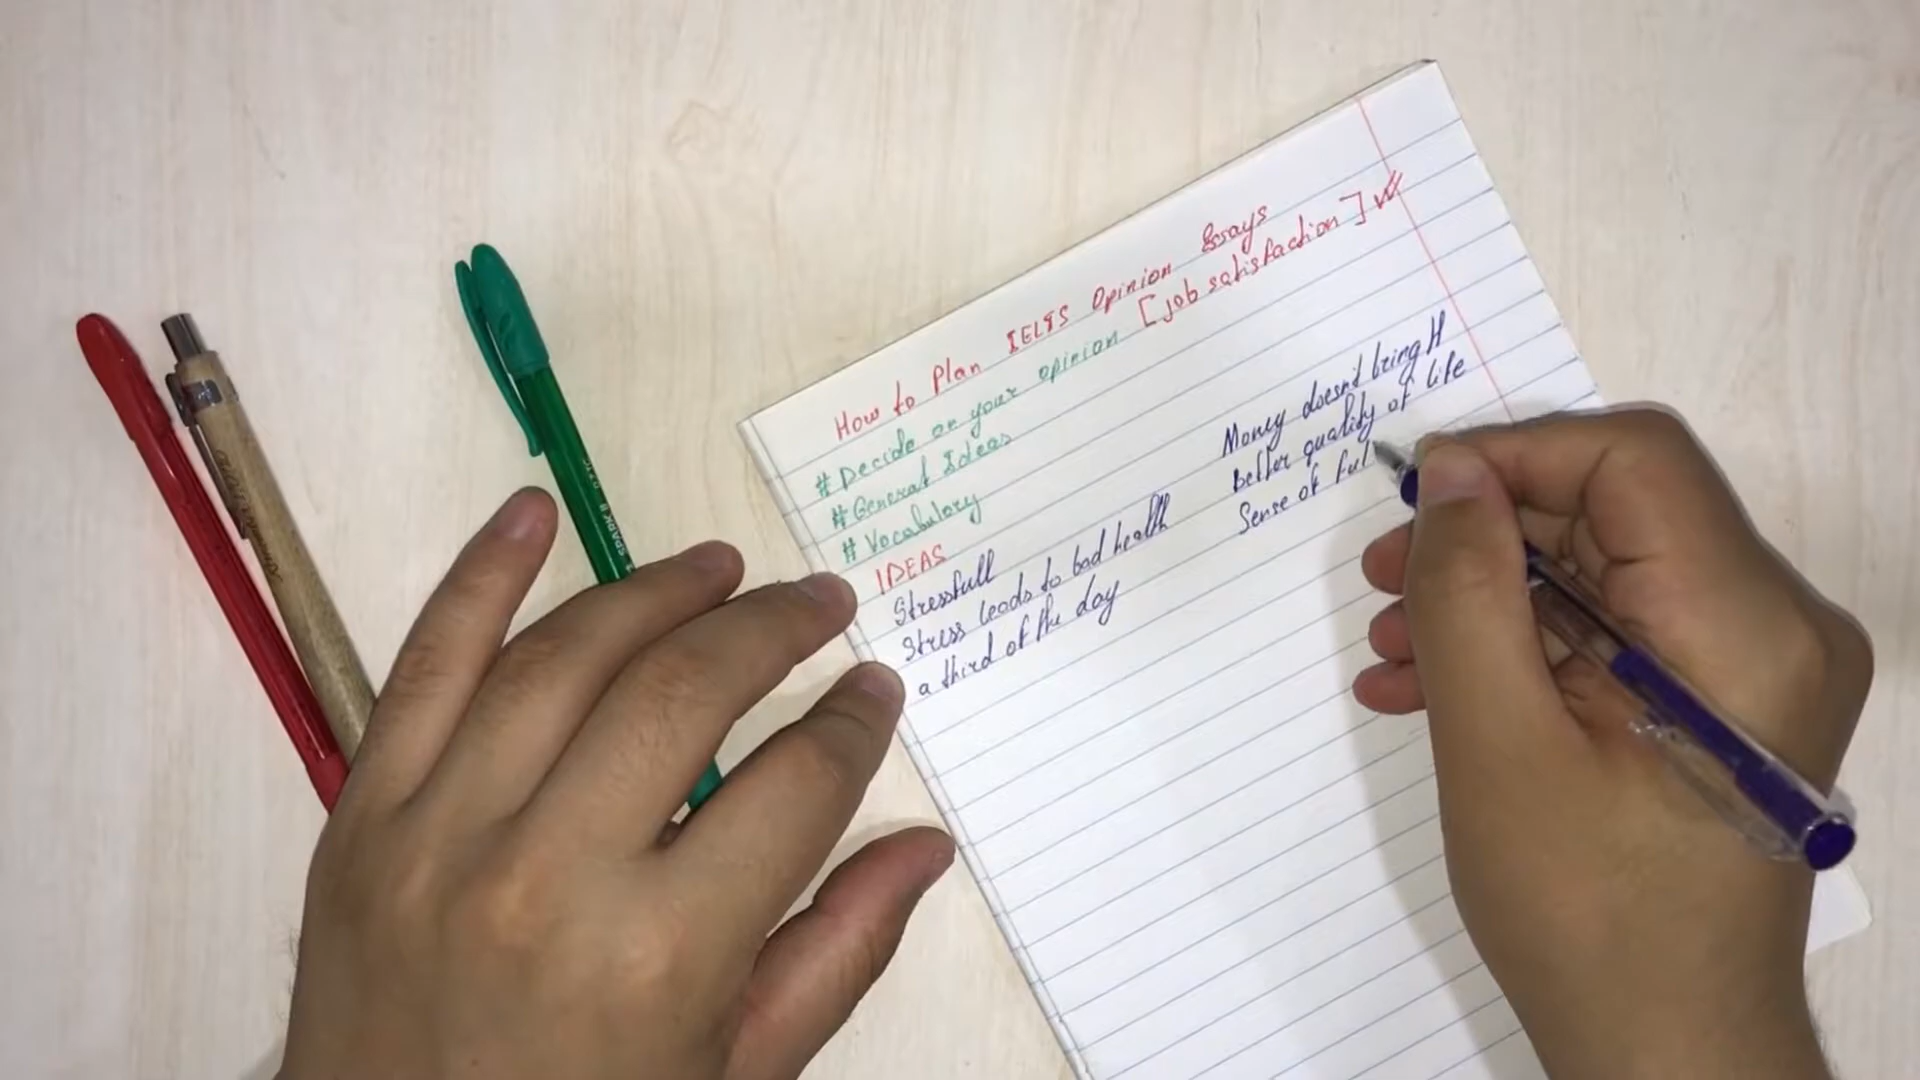 How to Plan IELTS Opinion Essays
# Decide on your opinion [job satisfaction]
# General Ideas
# Vocabulary
IDEAS
Stressfull
Stress leads to bad health
a third of the day
Money doesn't bring H
better quality of life
Sense of ful